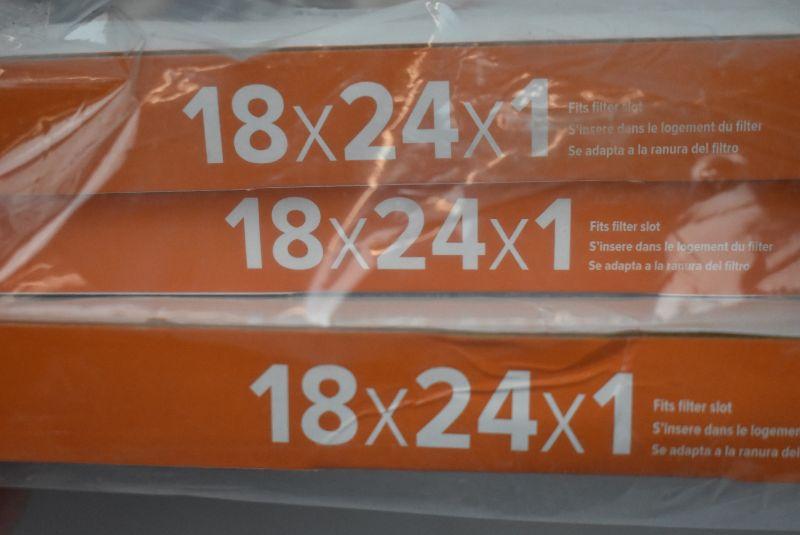 18x24x1
Fits filter slot
S'insere dans le logement du filter
Se adapta a la ranura del filtro
18x24x1
Fits filter slot
S'insere dans le logement du filter
Se adapta a la ranura del filtro
18x24x1
Fits filter slot
S'insere dans le logemer
Se adapta a la ranura del